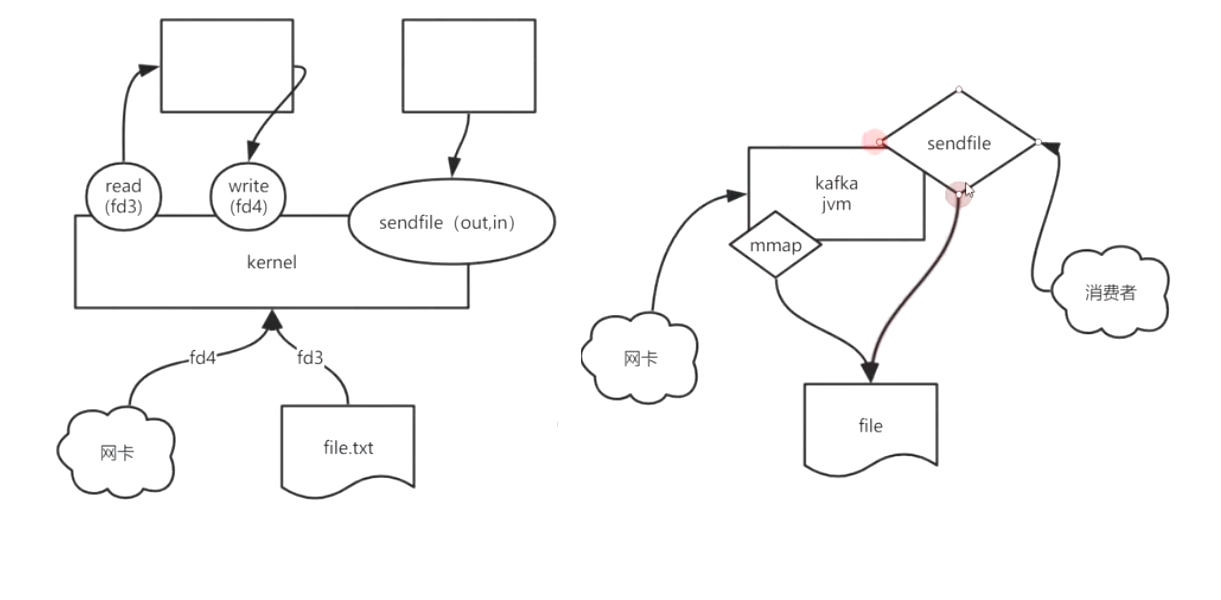 read
(fd3)
write
(fd4)
sendfile（out,in）
kernel
fd4
fd3
网卡
file.txt
sendfile
kafka
jvm
mmap
消费者
网卡
file